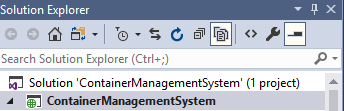 Solution Explorer
Search Solution Explorer (Ctrl+;)
Solution 'ContainerManagementSystem' (1 project)
ContainerManagementSystem